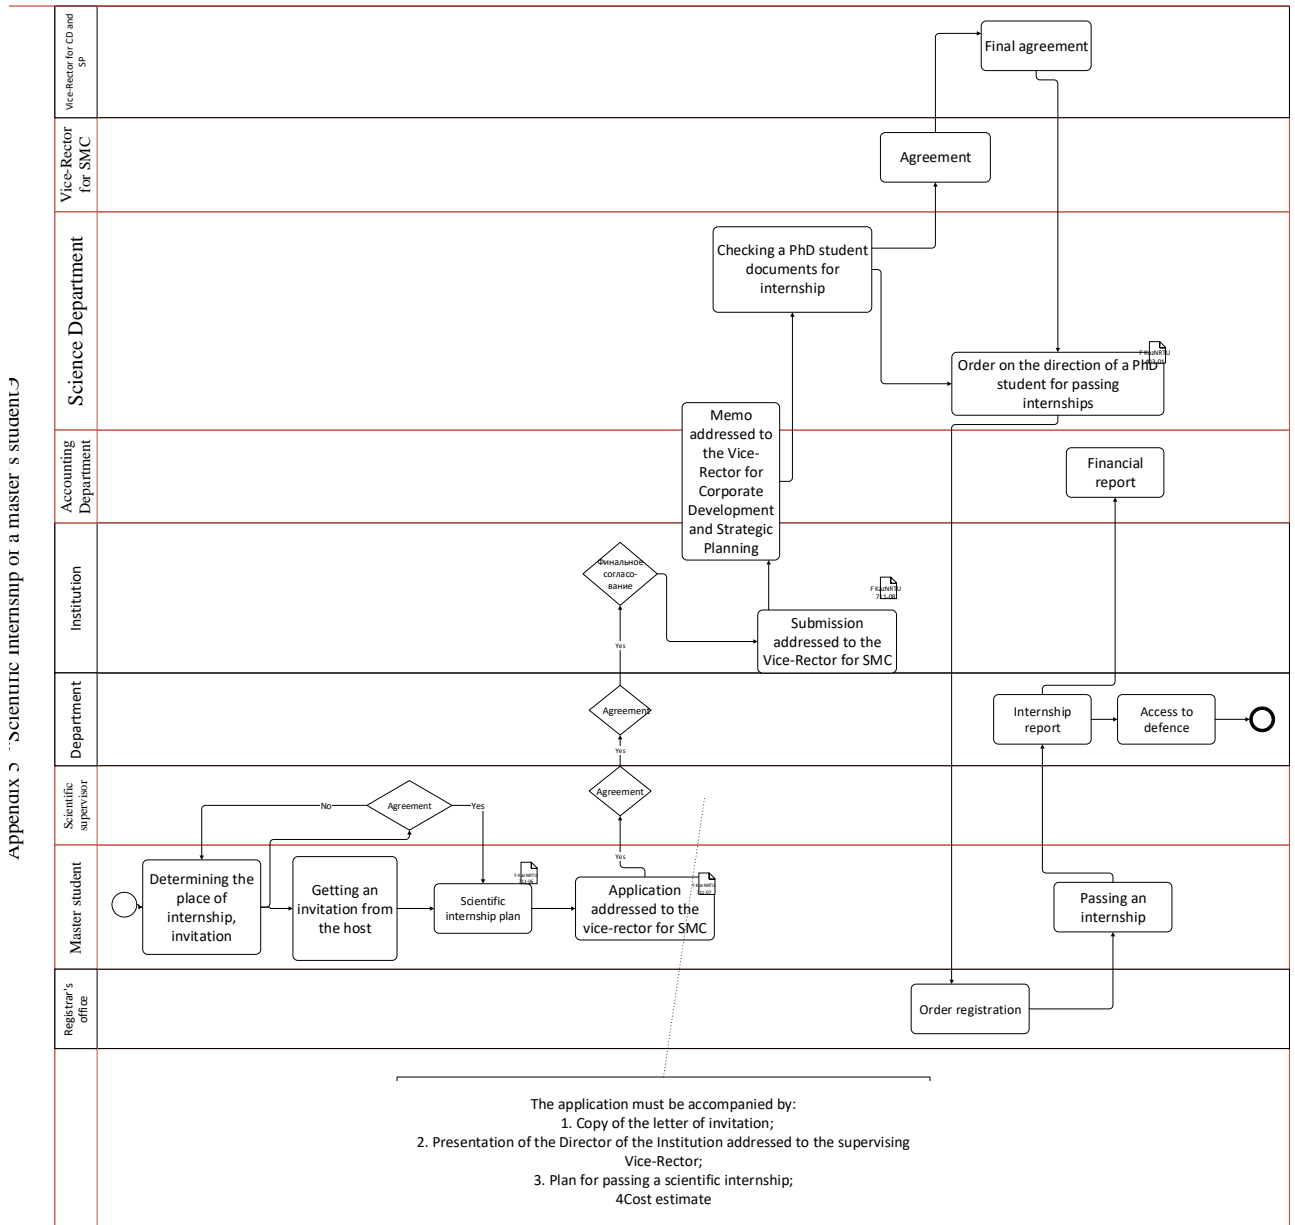 Vice-Rector for CD and
SP
Final agreement
Vice-Rector
for SMC
Agreement
Science Department
Checking a PhD student
documents for
internship
Order on the direction of a PhD
student for passing
internships
Accounting
Department
Memo
addressed to
the Vice-
Rector for
Corporate
Development
and Strategic
Planning
Financial
report
Institution
Финальное
согласо-
вание
F KazNRTU
711-08
Submission
addressed to the
Vice-Rector for SMC
Yes
Department
Agreement
Yes
Internship
report
Access to
defence
Scientific
supervisor
No
Agreement
Yes
Agreement
Yes
Master student
Determining the
place of
internship,
invitation
Getting an
invitation from
the host
F KazNRTU
Scientific
internship plan
Application
addressed to the
vice-rector for SMC
Passing an
internship
Registrar's
office
Order registration
The application must be accompanied by:
1. Copy of the letter of invitation;
2. Presentation of the Director of the Institution addressed to the supervising
Vice-Rector;
3. Plan for passing a scientific internship;
4Cost estimate